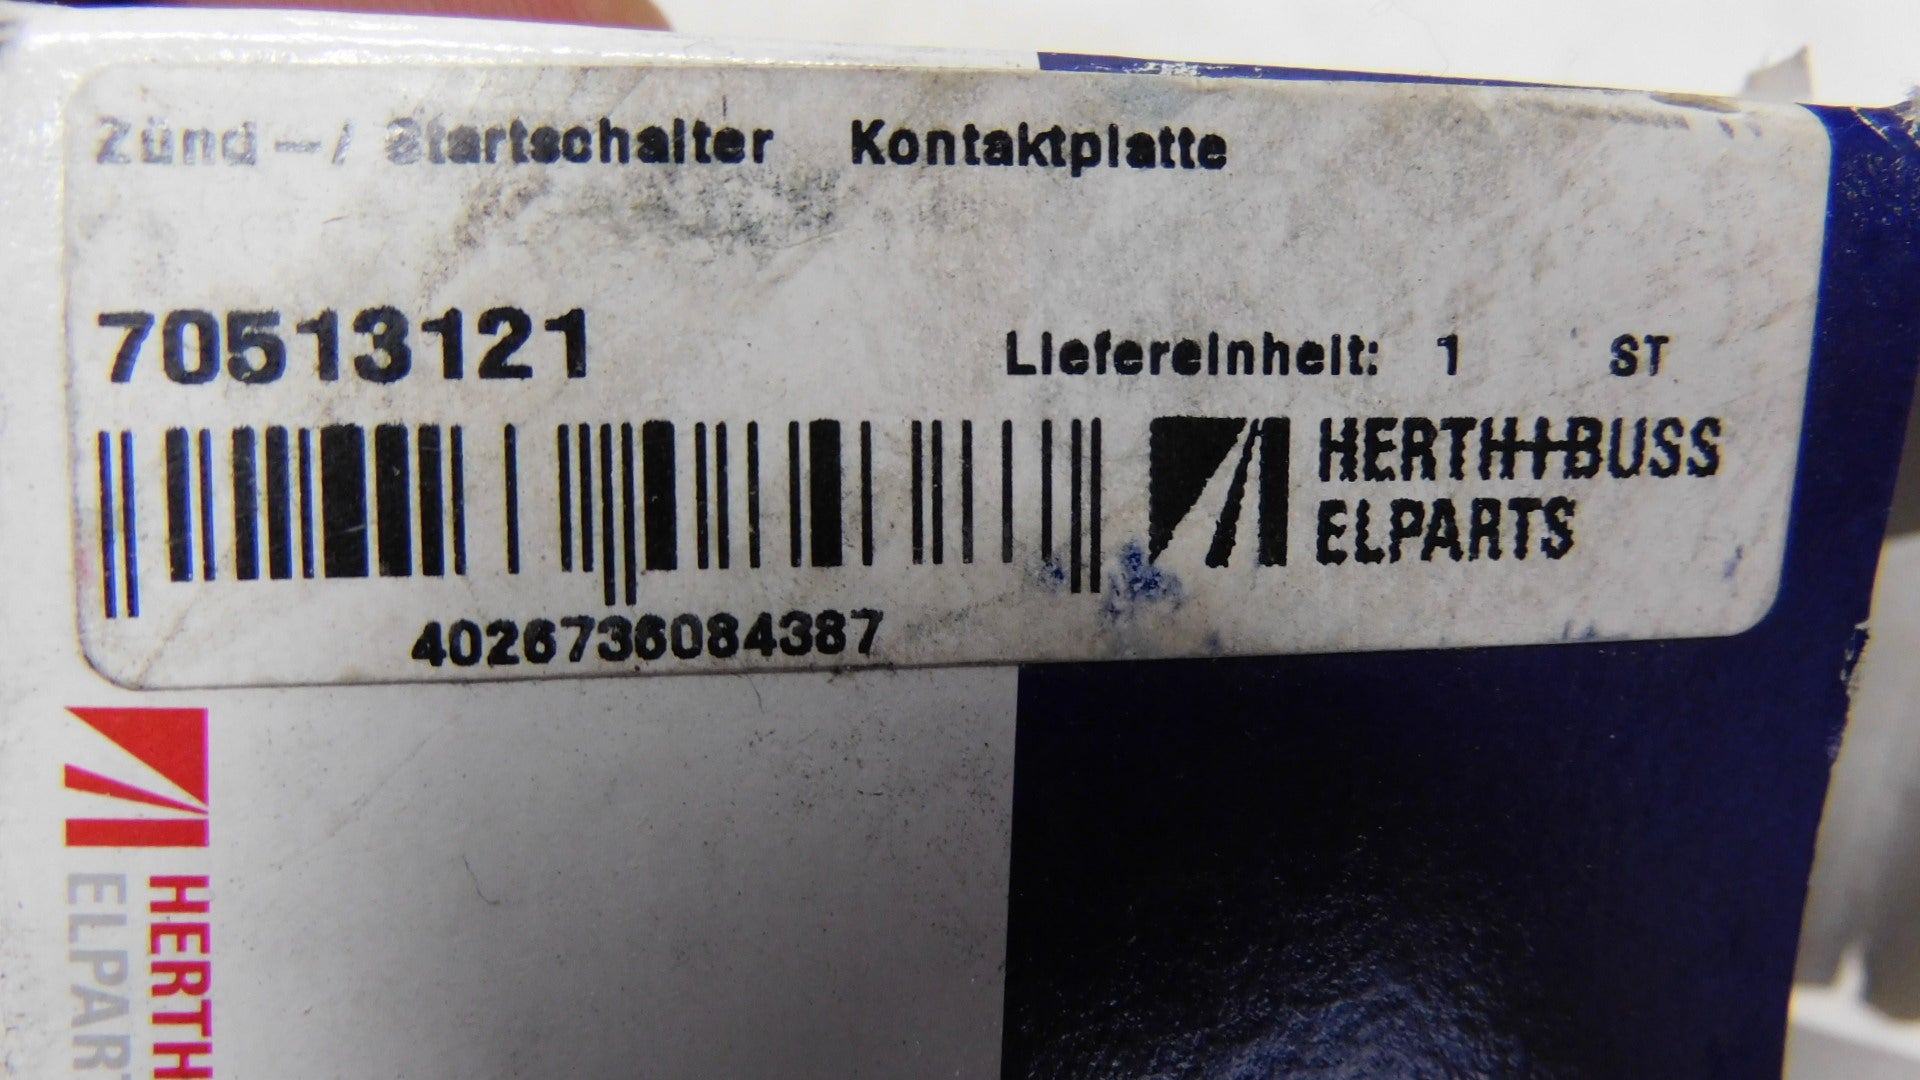 Zünd-/ Startschalter Kontaktplatte
70513121
Liefereinheit: 1 ST
HERTH+BUSS
ELPARTS
4026736084387
HERTH
ELPART